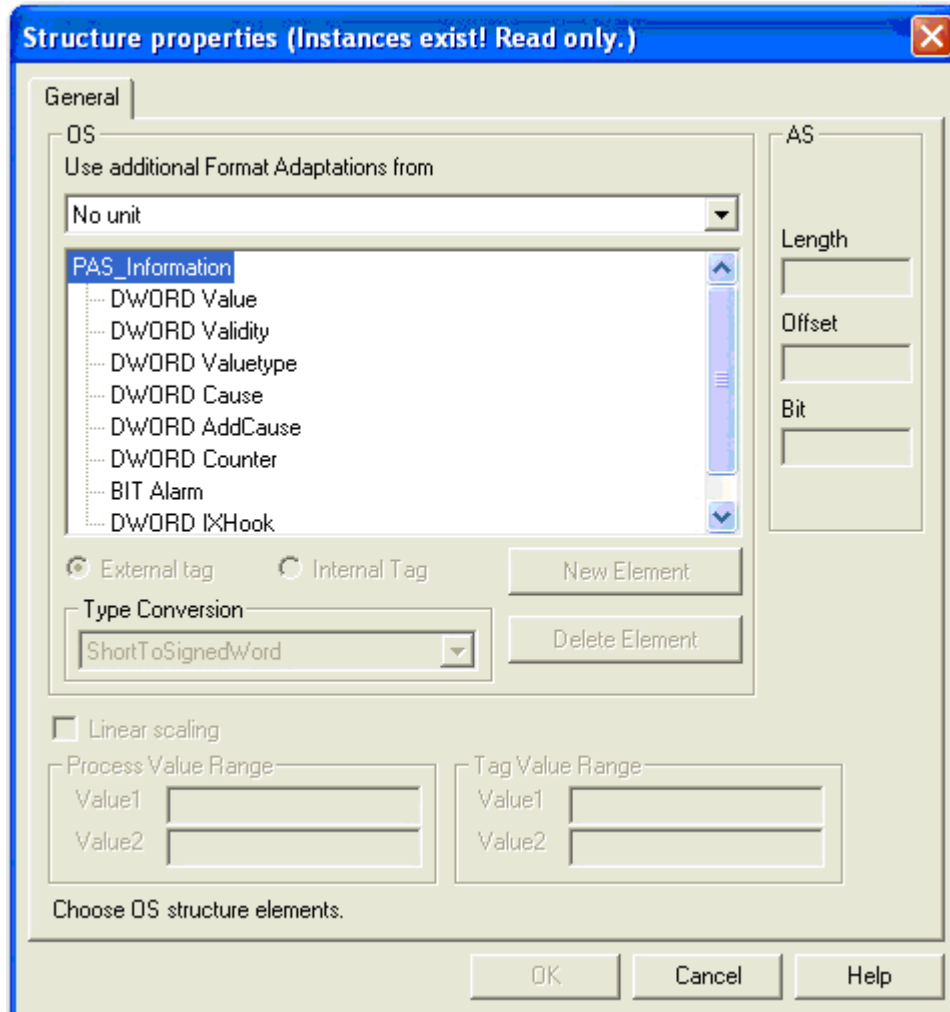 Structure properties (Instances exist! Read only.)
General
OS
Use additional Format Adaptations from
No unit
PAS_Information
DWORD Value
DWORD Validity
DWORD Valuetype
DWORD Cause
DWORD AddCause
DWORD Counter
BIT Alarm
DWORD IXHook
External tag
Internal Tag
New Element
Type Conversion
ShortToSignedWord
Delete Element
AS
Length
Offset
Bit
Linear scaling
Process Value Range
Value1
Value2
Tag Value Range
Value1
Value2
Choose OS structure elements.
OK
Cancel
Help